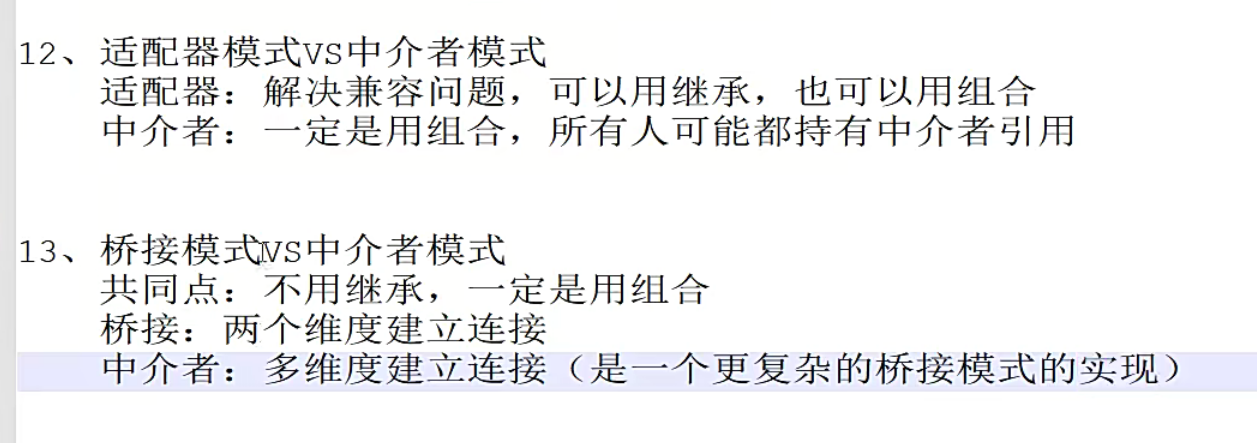 12、适配器模式VS中介者模式
适配器：解决兼容问题，可以用继承，也可以用组合
中介者：一定是用组合，所有人可能都持有中介者引用
13、桥接模式VS中介者模式
共同点：不用继承，一定是用组合
桥接：两个维度建立连接
中介者：多维度建立连接（是一个更复杂的桥接模式的实现）